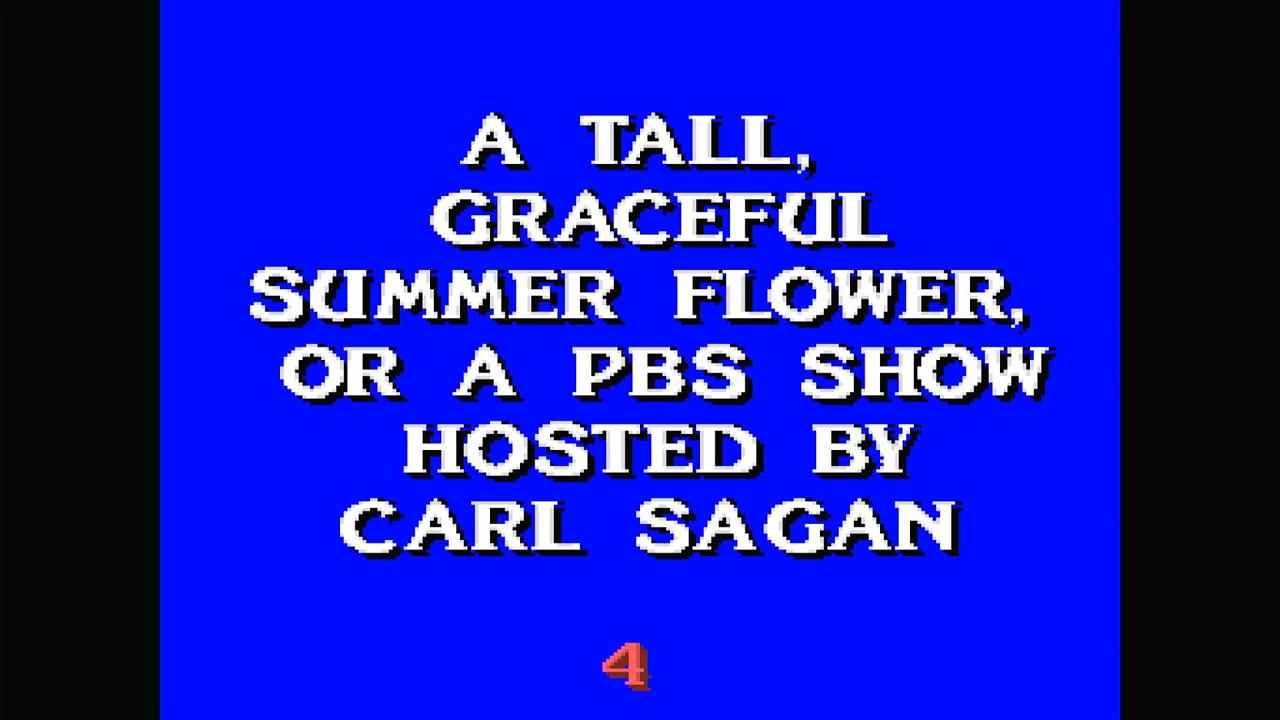 A TALL,
GRACEFUL
SUMMER FLOWER,
OR A PBS SHOW
HOSTED BY
CARL SAGAN
4